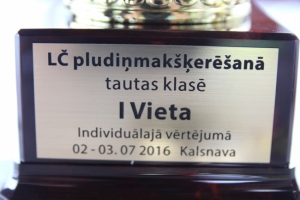 LČ pludiņmakšķerēšanā
tautas klasē
I Vieta
Individuālajā vērtējumā
02 - 03. 07 2016 Kalsnava